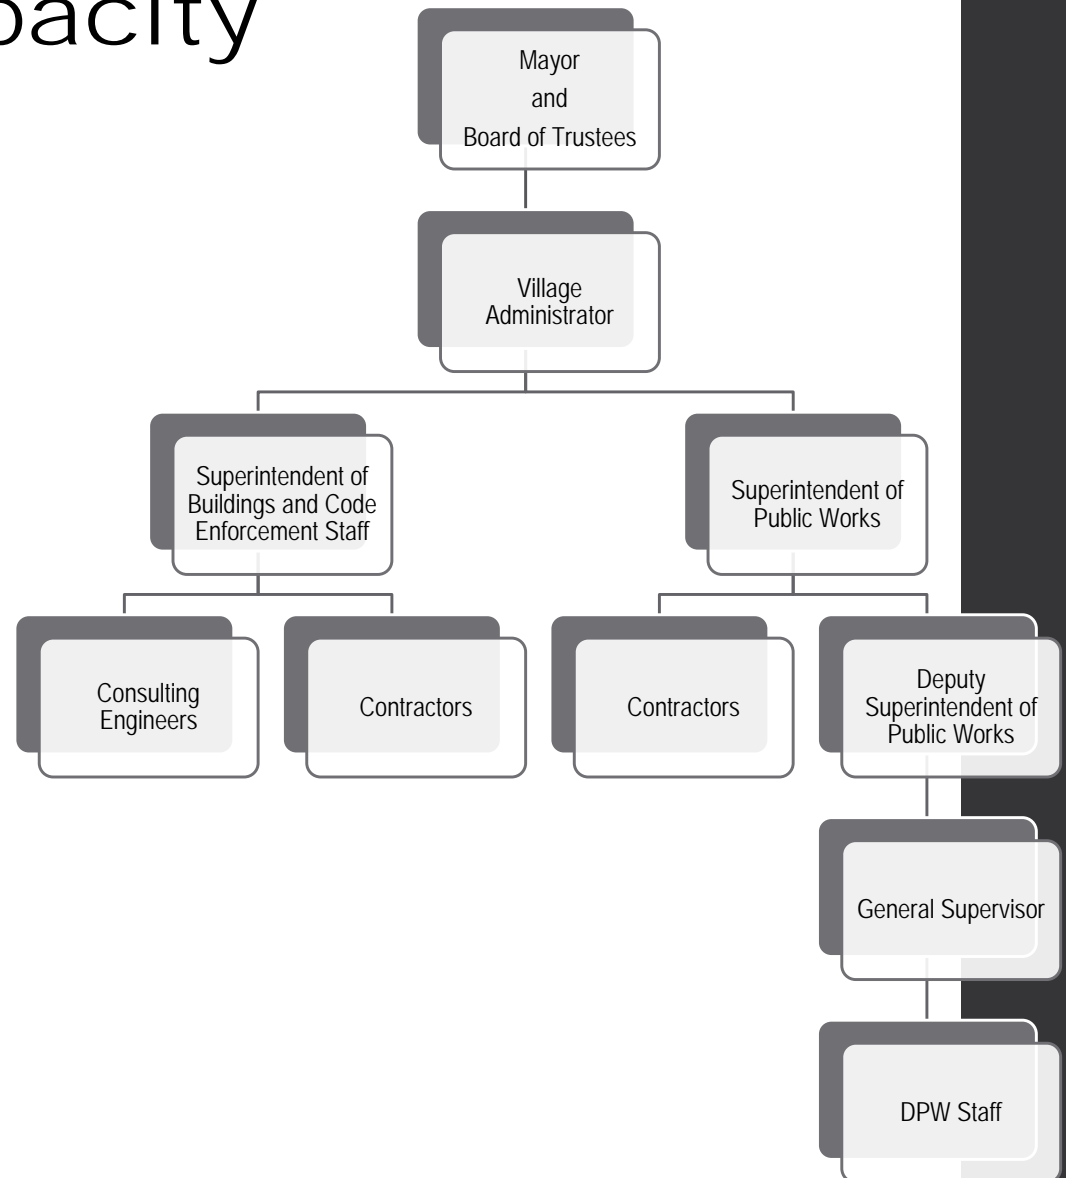 pacity
Mayor
and
Board of Trustees
Village
Administrator
Superintendent of
Buildings and Code
Enforcement Staff
Superintendent of
Public Works
Consulting
Engineers
Contractors
Contractors
Deputy
Superintendent of
Public Works
General Supervisor
DPW Staff